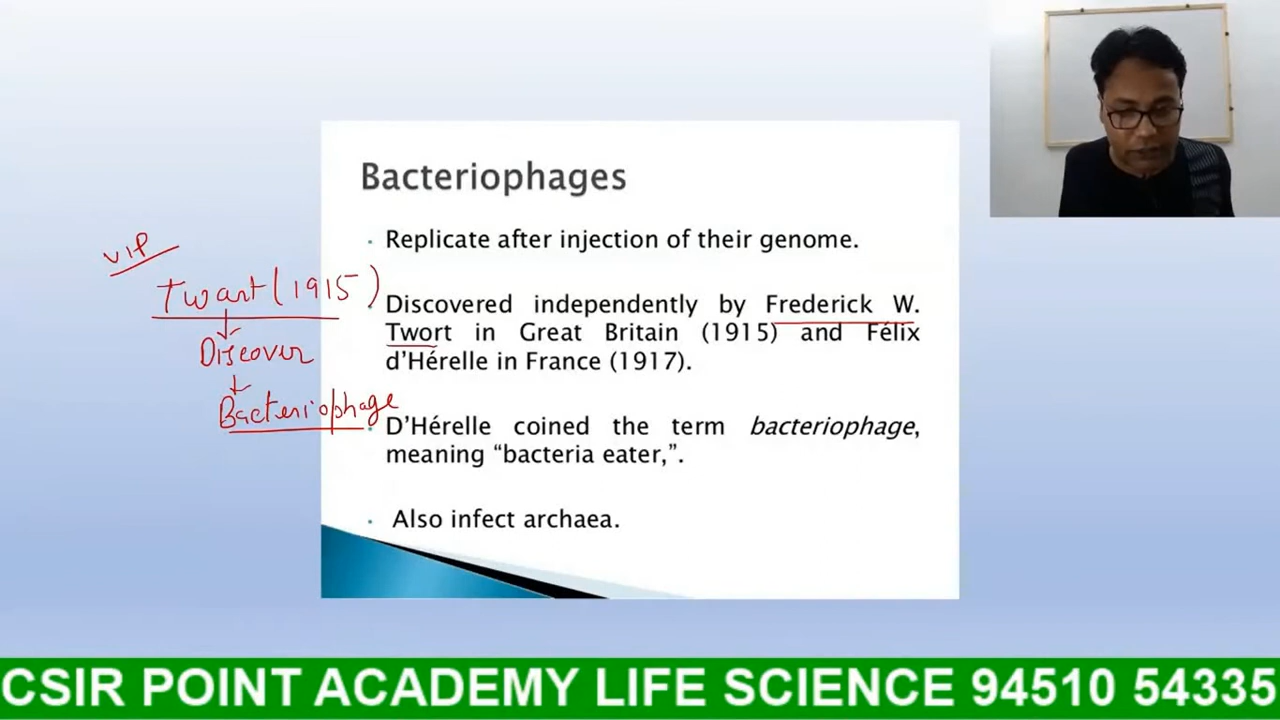 Bacteriophages
Replicate after injection of their genome.
Discovered independently by Frederick W.
Twort in Great Britain (1915) and Félix
d’Hérelle in France (1917).
D’Hérelle coined the term bacteriophage,
meaning “bacteria eater,”.
Also infect archaea.
VIP
Twart (1915)
Discover
Bacteriophage
CSIR POINT ACADEMY LIFE SCIENCE 94510 54335